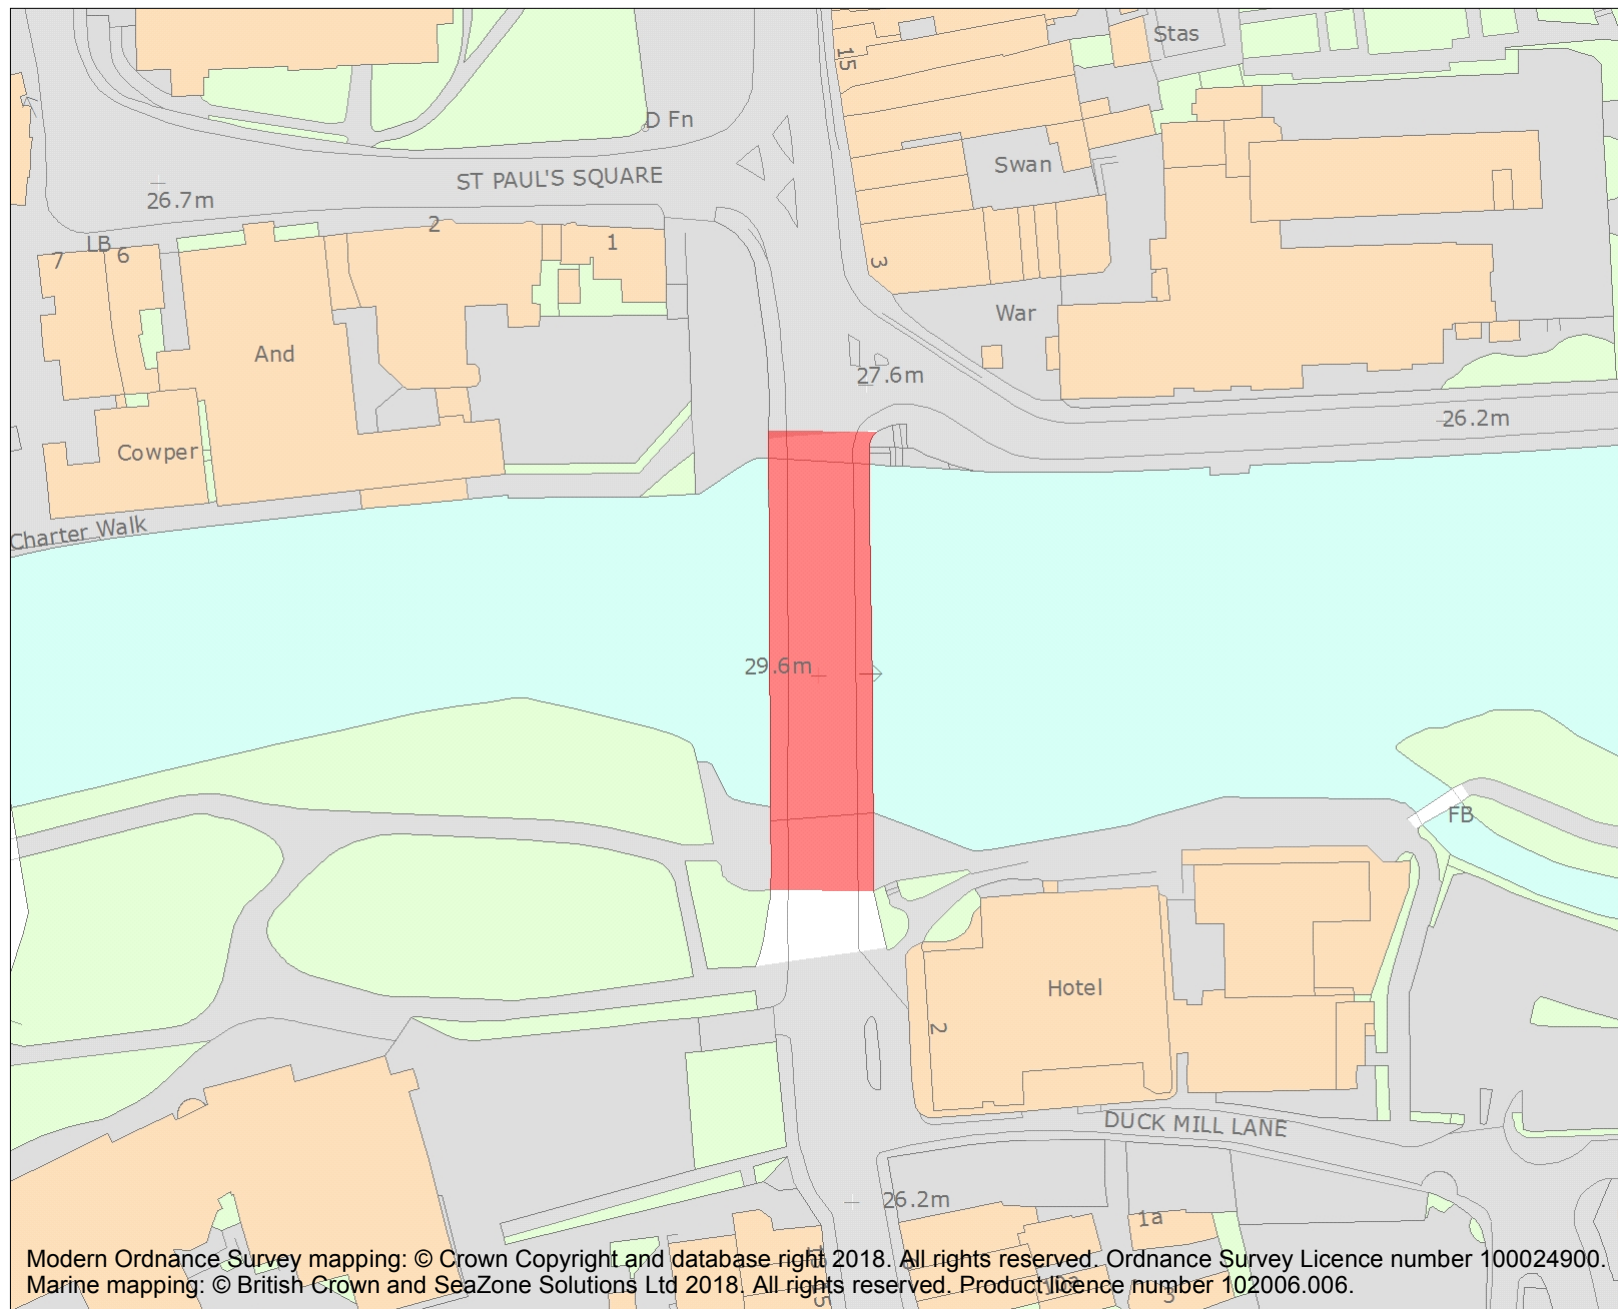 Stas
15
D Fn
Swan
ST PAUL'S SQUARE
26.7m
2
LB
7
6
1
3
War
And
27.6m
26.2m
Cowper
Charter Walk
29.6m
FB
Hotel
2
DUCK MILL LANE
26.2m
1a
Modern Ordnance Survey mapping: © Crown Copyright and database right 2018. All rights reserved. Ordnance Survey Licence number 100024900.
Marine mapping: © British Crown and SeaZone Solutions Ltd 2018. All rights reserved. Product licence number 102006.006.
10a
3
15